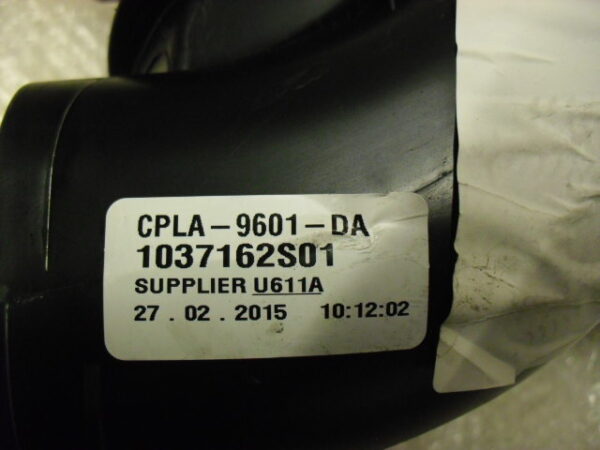 CPLA-9601-DA
1037162S01
SUPPLIER U611A
27 . 02 . 2015 10:12:02